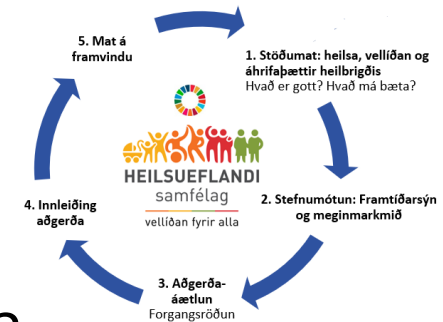 5. Mat á
framvindu
1. Stöðumat: heilsa, vellíðan og
áhrifaþættir heilbrigðis
Hvað er gott? Hvað má bæta?
HEILSUEFLANDI
samfélag
vellíðan fyrir alla
4. Innleiðing
aðgerða
2. Stefnumótun: Framtíðarsýn
og meginmarkmið
3. Aðgerða-
áætlun
Forgangsröðun